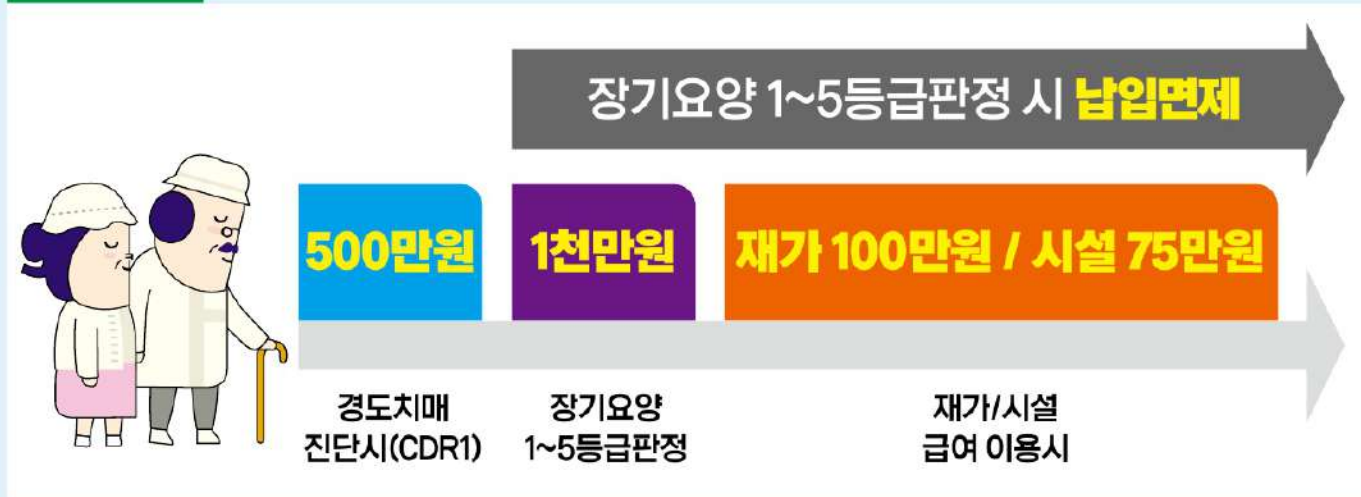 장기요양 1~5등급판정 시 납입면제
500만원
1천만원
재가 100만원 / 시설 75만원
경도치매
진단시(CDR1)
장기요양
1~5등급판정
재가/시설
급여 이용시